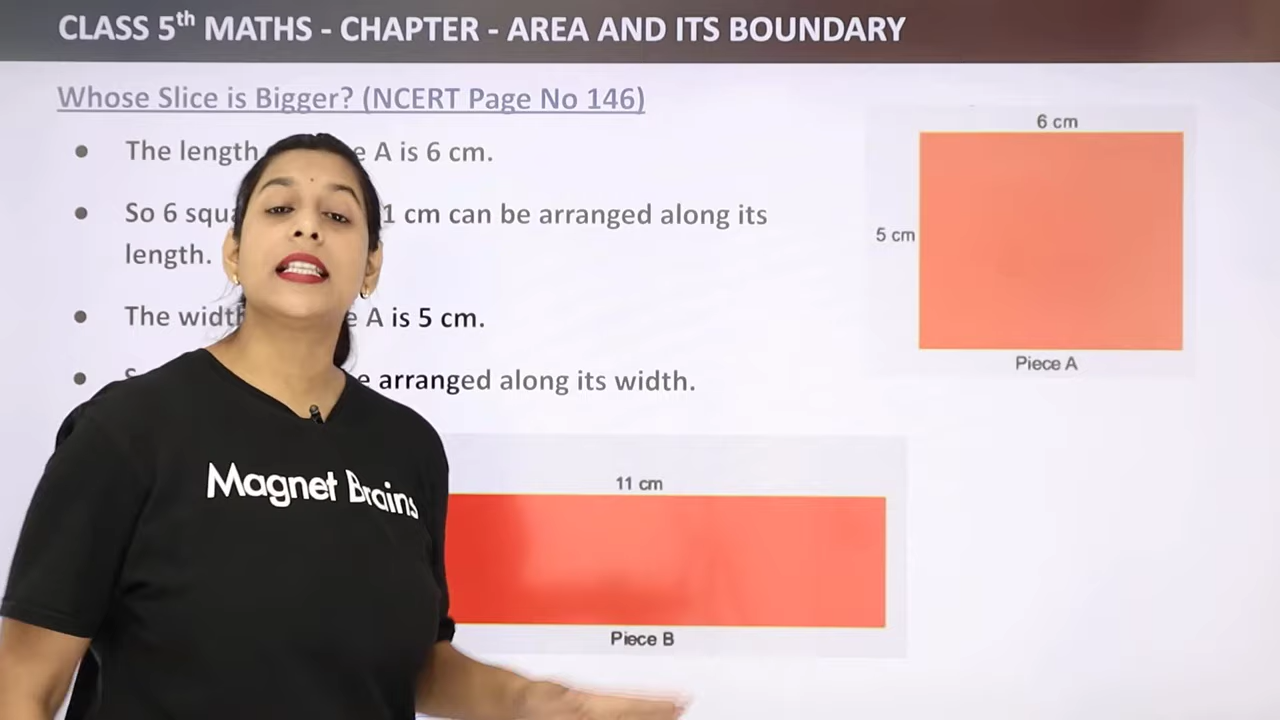 CLASS 5th MATHS - CHAPTER - AREA AND ITS BOUNDARY
Whose Slice is Bigger? (NCERT Page No 146)
6 cm
The length A is 6 cm.
So 6 1 cm can be arranged along its
5 cm
length.
The width A is 5 cm.
Piece A
arranged along its width.
11 cm
Magnet Brains
Piece B